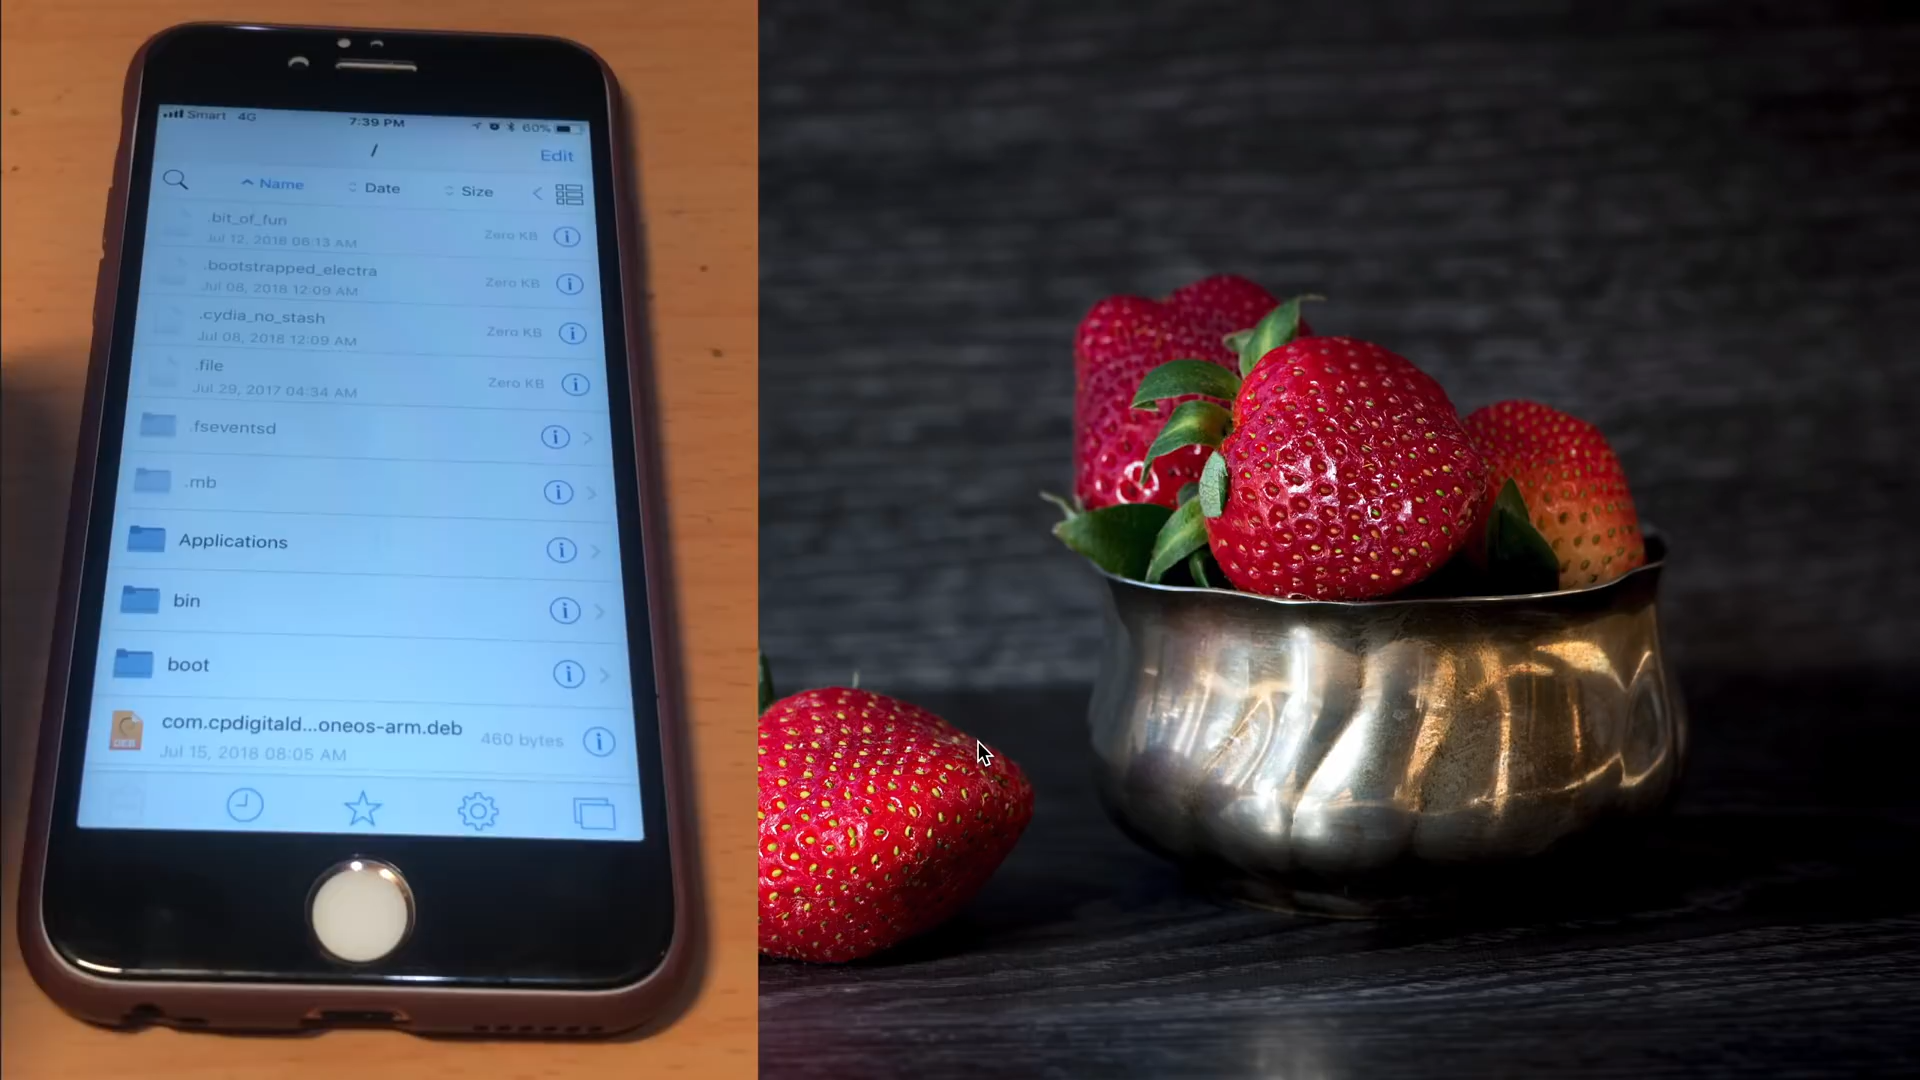 Smart 4G
7:39 PM
60%
/
Edit
Name
Date
Size
.bit_of_fun
Jul 12, 2018 06:13 AM
Zero KB
.bootstrapped_electra
Jul 08, 2018 12:09 AM
Zero KB
.cydia_no_stash
Jul 08, 2018 12:09 AM
Zero KB
.file
Jul 29, 2017 04:34 AM
Zero KB
.fseventsd
.mb
Applications
bin
boot
com.cpdigitald...oneos-arm.deb
Jul 15, 2018 08:05 AM
460 bytes
DEB